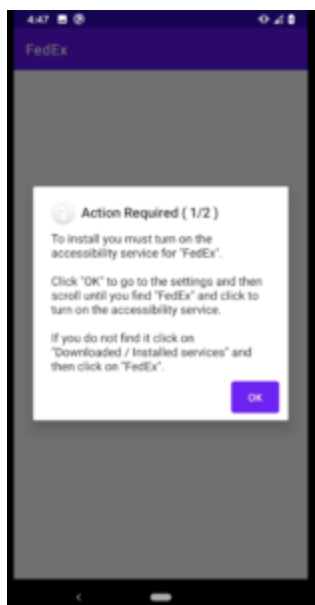 4:47
FedEx
Action Required ( 1/2 )
To install you must turn on the
accessibility service for "FedEx".
Click "OK" to go to the settings and then
scroll until you find "FedEx" and click to
turn on the accessibility service.
If you do not find it click on
"Downloaded / Installed services" and
then click on "FedEx".
OK